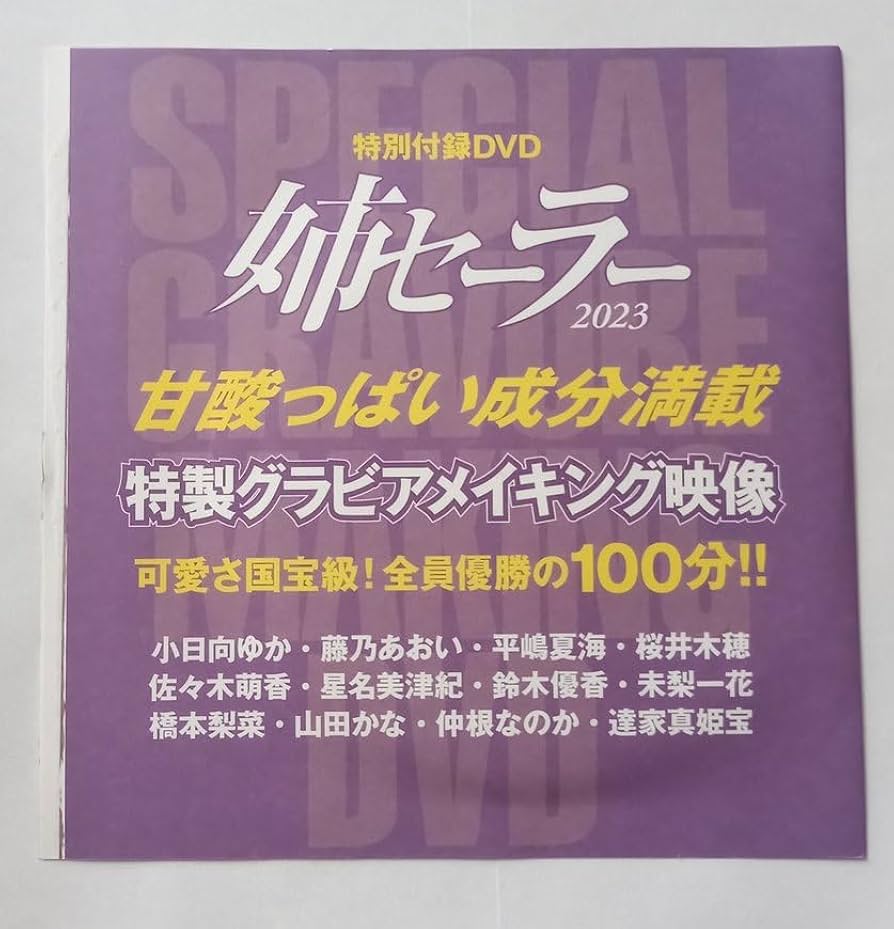 特別付録DVD
姉セーラー
2023
甘酸っぱい成分満載
特製グラビアメイキング映像
可愛さ国宝級！全員優勝の100分!!
小日向ゆか・藤乃あおい・平嶋夏海・桜井木穂
佐々木萌香・星名美津紀・鈴木優香・未梨一花
橋本梨菜・山田かな・仲根なのか・達家真姫宝
SPECIAL
GRAVURE
MAKING
DVD